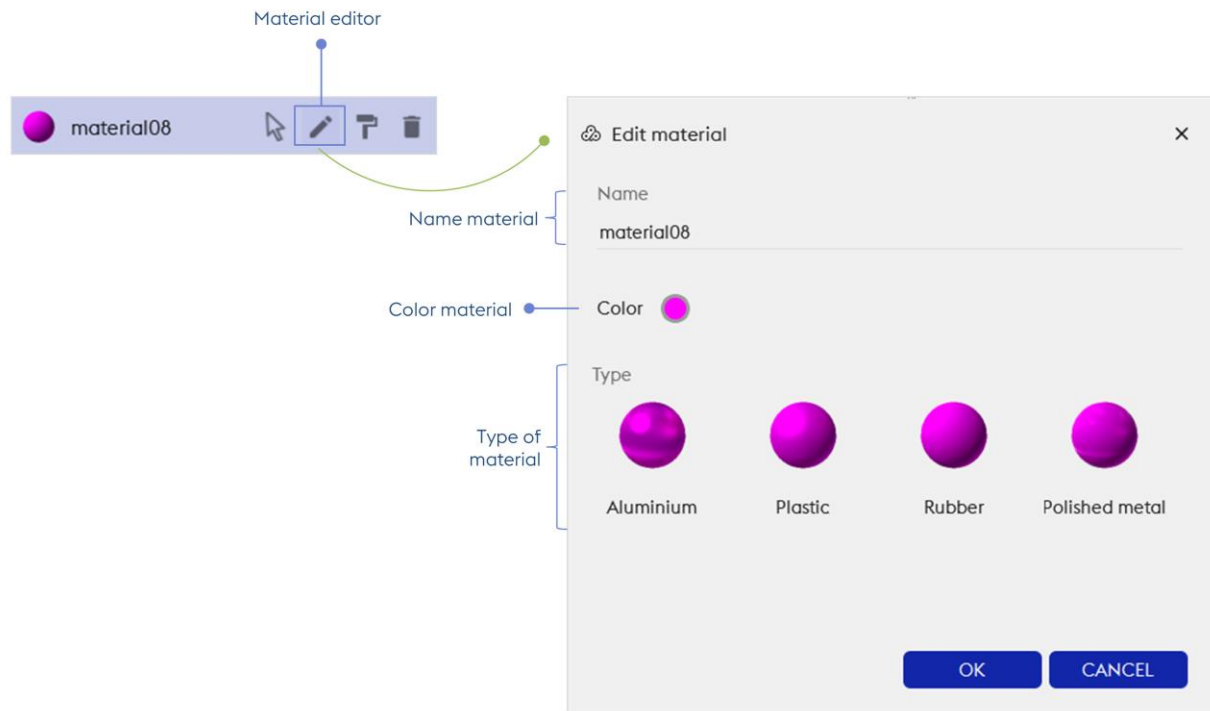 Material editor
material08
Edit material
Name material
Name
material08
Color material
Color
Type of
material
Type
Aluminium
Plastic
Rubber
Polished metal
OK
CANCEL